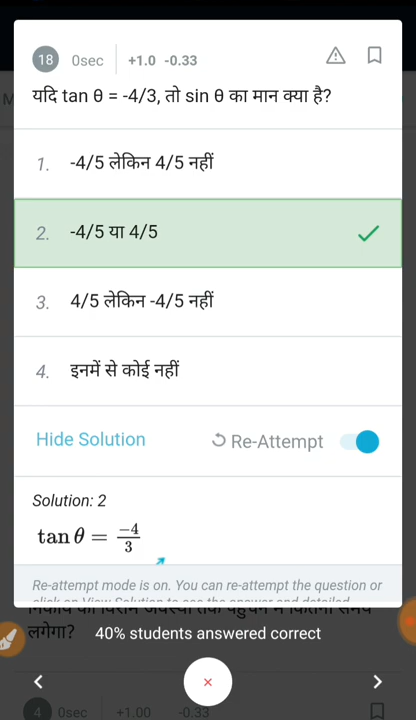 18 0sec +1.0 -0.33
यदि tan θ = -4/3, तो sin θ का मान क्या है?
1. -4/5 लेकिन 4/5 नहीं
2. -4/5 या 4/5
3. 4/5 लेकिन -4/5 नहीं
4. इनमें से कोई नहीं
Hide Solution Re-Attempt
Solution: 2
tan θ = -4/3
Re-attempt mode is on. You can re-attempt the question or
लगेगा? 40% students answered correct
4 0sec +1.00 -0.33